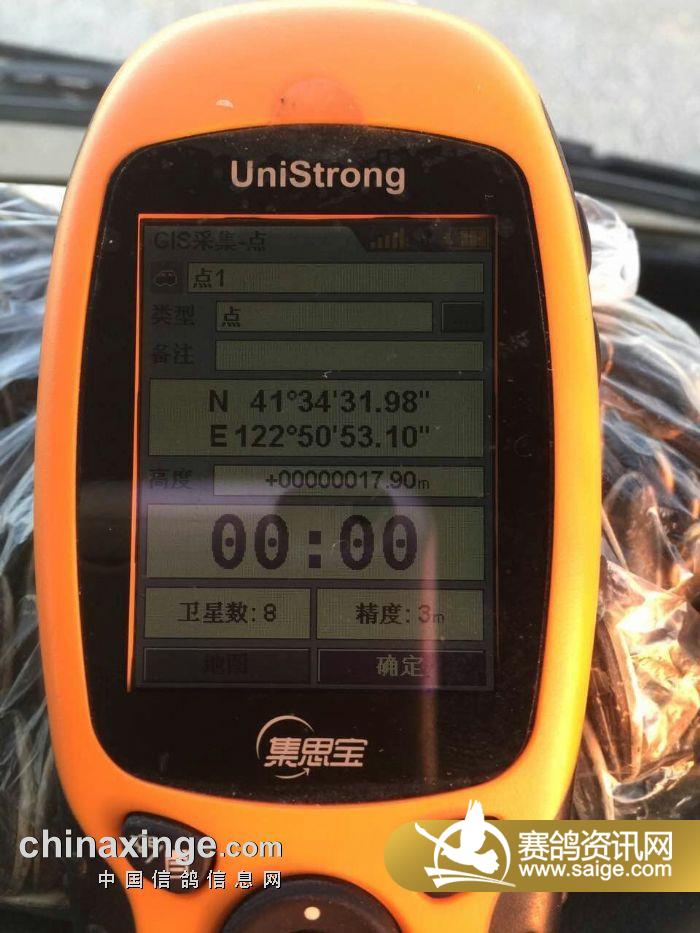 UniStrong
GIS采集-点
点1
类型 点 ...
备注
N 41°34'31.98"
E 122°50'53.10"
高度 +00000017.90m
00:00
卫星数: 8 精度: 3m
地图 确定
集思宝
chinaxinge.com
中国信鸽信息网
赛鸽资讯网
www.saige.com